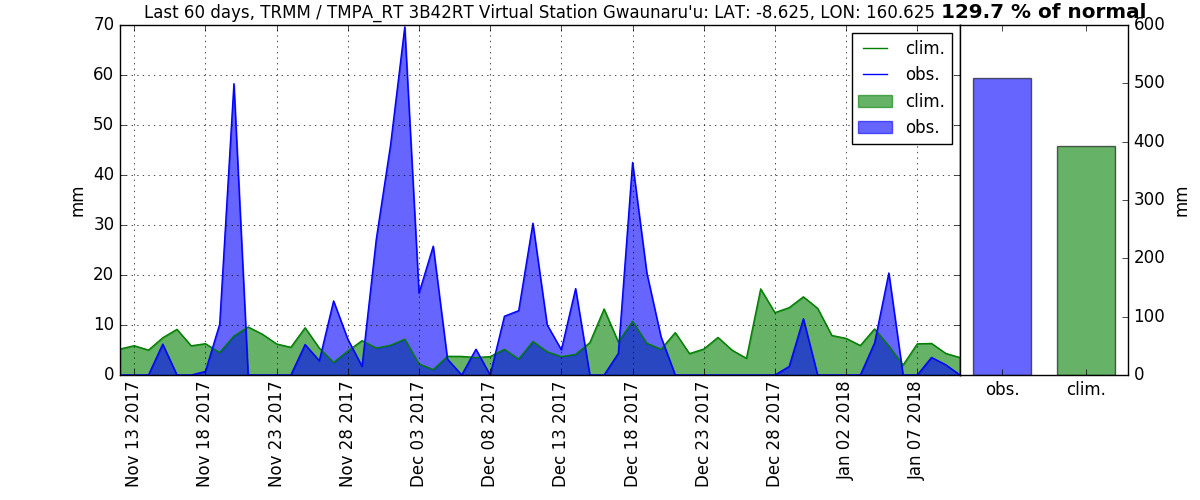 Last 60 days, TRMM / TMPA_RT 3B42RT Virtual Station Gwaunaru'u: LAT: -8.625, LON: 160.625 129.7 % of normal
70
60
50
40
30
20
10
0
mm
clim.
obs.
clim.
obs.
600
500
400
300
200
100
0
mm
obs.
clim.
Nov 13 2017
Nov 18 2017
Nov 23 2017
Nov 28 2017
Dec 03 2017
Dec 08 2017
Dec 13 2017
Dec 18 2017
Dec 23 2017
Dec 28 2017
Jan 02 2018
Jan 07 2018